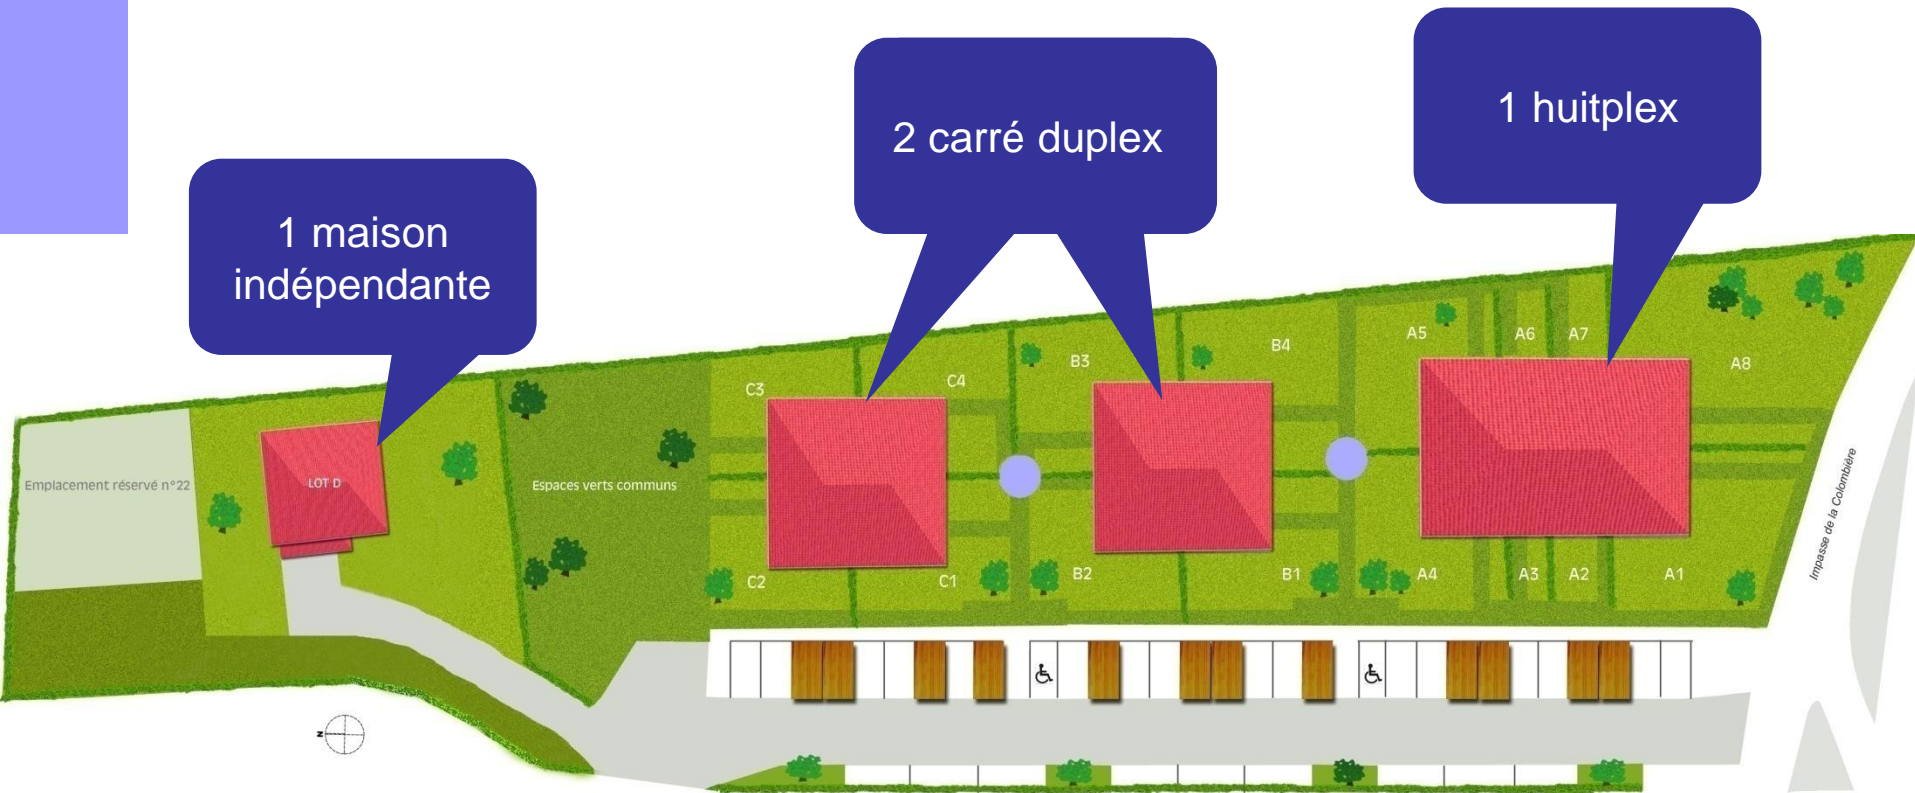 1 maison
indépendante
2 carré duplex
1 huitplex
Emplacement réservé n°22
LOT D
Espaces verts communs
C3
C4
B3
B4
A5
A6
A7
A8
C2
C1
B2
B1
A4
A3
A2
A1
Impasse de la Colombière
N